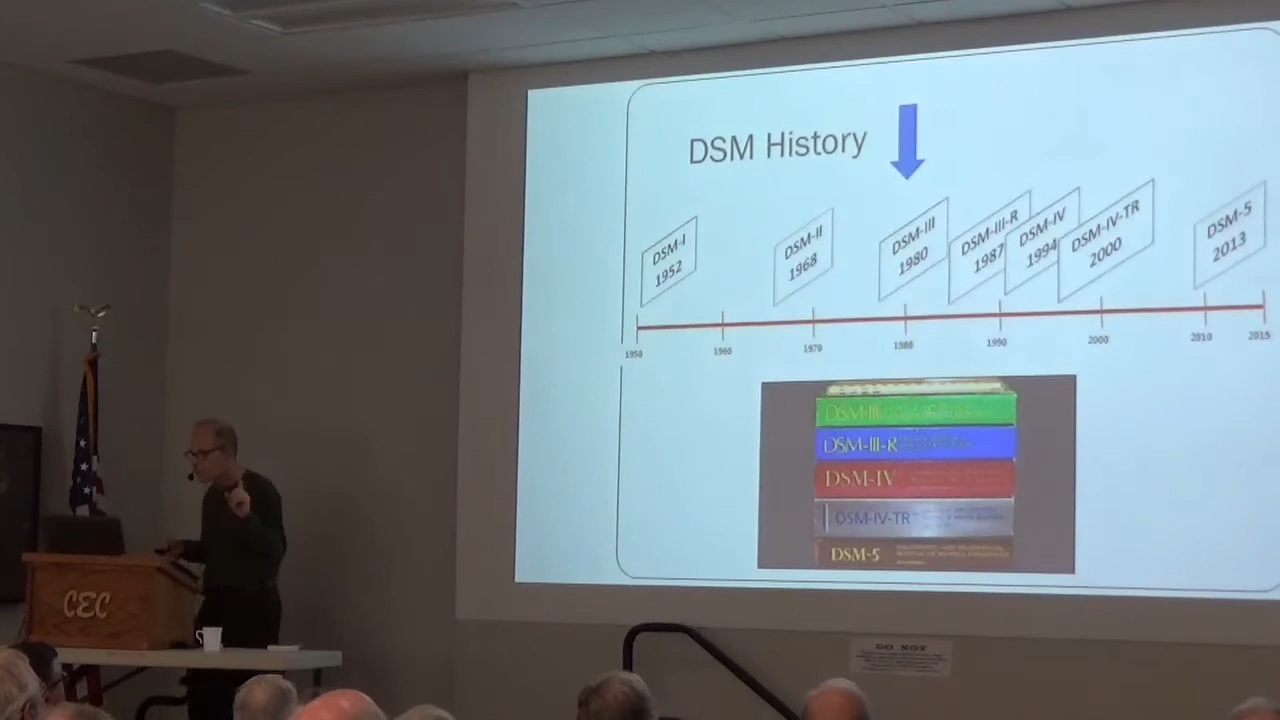 DSM History
DSM-I
1952
DSM-II
1968
DSM-III
1980
DSM-III-R
1987
DSM-IV
1994
DSM-IV-TR
2000
DSM-5
2013
1950
1960
1970
1980
1990
2000
2010
2015
DSM-III
DSM-III-R
DSM-IV
DSM-IV-TR
DSM-5
CEC
DO NOT